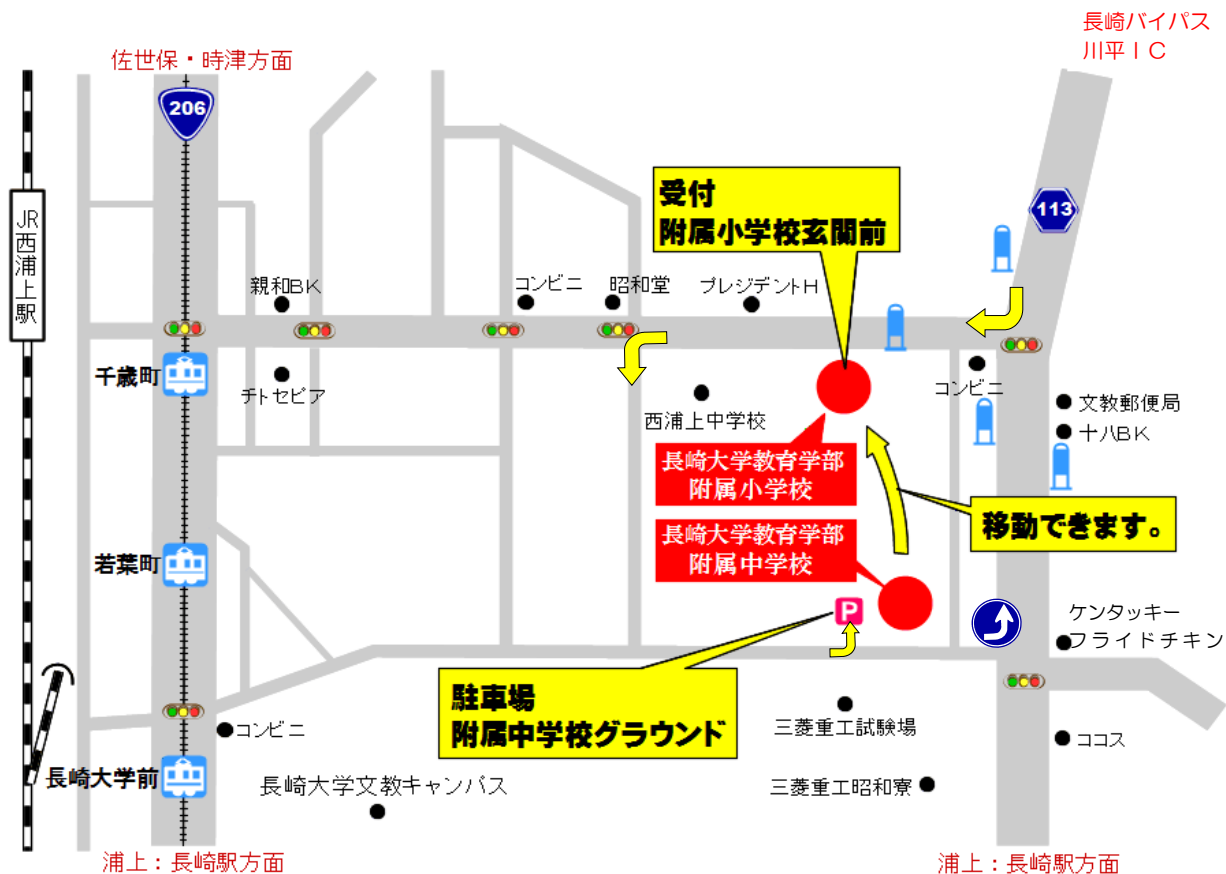 長崎バイパス
川平IC
佐世保・時津方面
206
113
JR西浦上駅
受付
附属小学校玄関前
親和BK
コンビニ
昭和堂
プレジデントH
千歳町
チトセピア
西浦上中学校
コンビニ
文教郵便局
十八BK
長崎大学教育学部
附属小学校
長崎大学教育学部
附属中学校
移動できます。
若葉町
P
ケンタッキー
フライドチキン
駐車場
附属中学校グラウンド
コンビニ
三菱重工試験場
ココス
長崎大学前
長崎大学文教キャンパス
三菱重工昭和寮
浦上:長崎駅方面
浦上:長崎駅方面